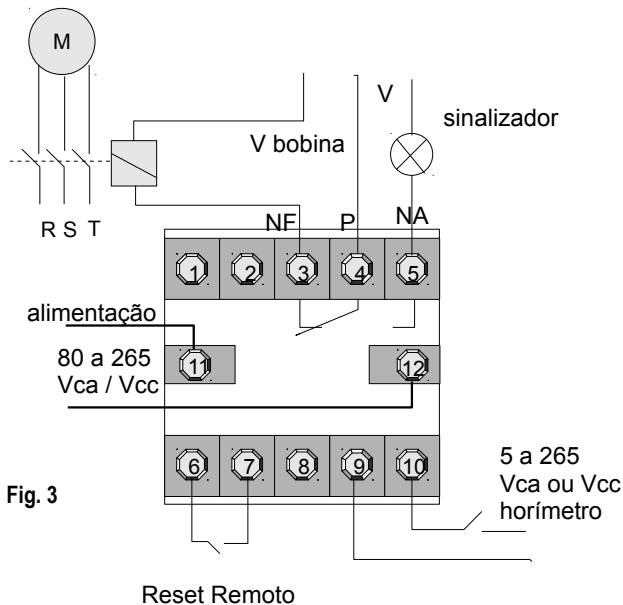 M
V
sinalizador
V bobina
R S T
NF P NA
1 2 3 4 5
alimentação
80 a 265
Vca / Vcc
11 12
6 7 8 9 10
5 a 265
Vca ou Vcc
horímetro
Fig. 3
Reset Remoto